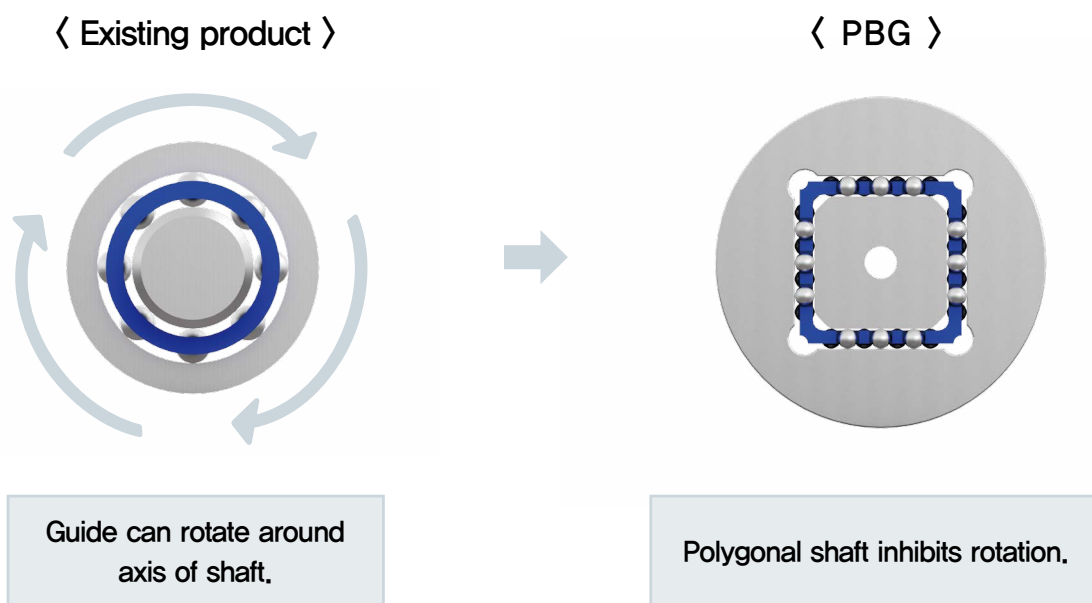 〈 Existing product 〉
〈 PBG 〉
Guide can rotate around
axis of shaft.
Polygonal shaft inhibits rotation.